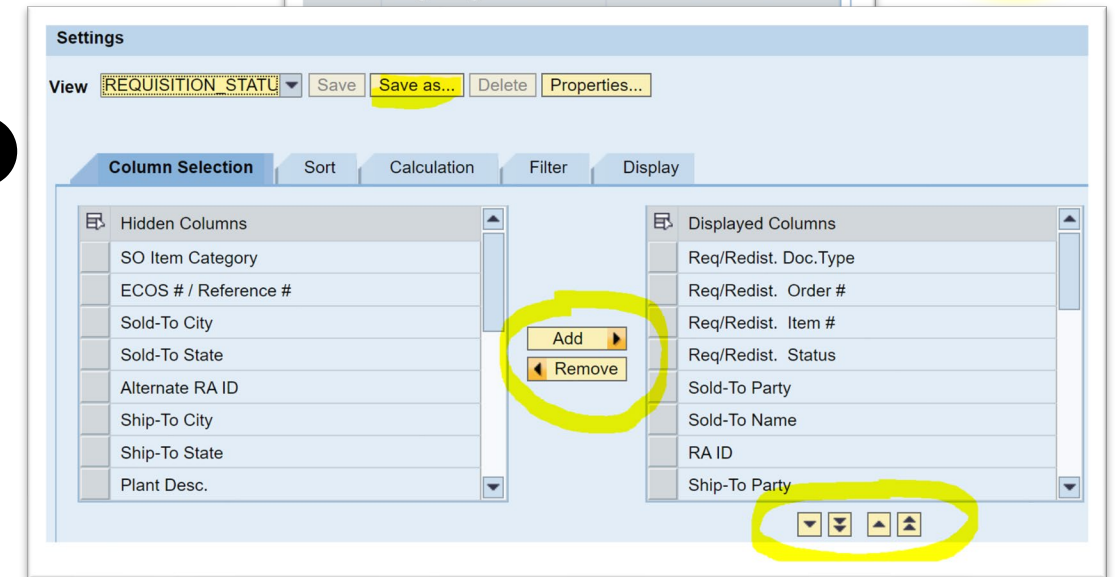 Settings
View REQUISITION_STATU Save Save as... Delete Properties...
Column Selection Sort Calculation Filter Display
Hidden Columns
SO Item Category
ECOS # / Reference #
Sold-To City
Sold-To State
Alternate RA ID
Ship-To City
Ship-To State
Plant Desc.
Add
Remove
Displayed Columns
Req/Redist. Doc.Type
Req/Redist. Order #
Req/Redist. Item #
Req/Redist. Status
Sold-To Party
Sold-To Name
RA ID
Ship-To Party